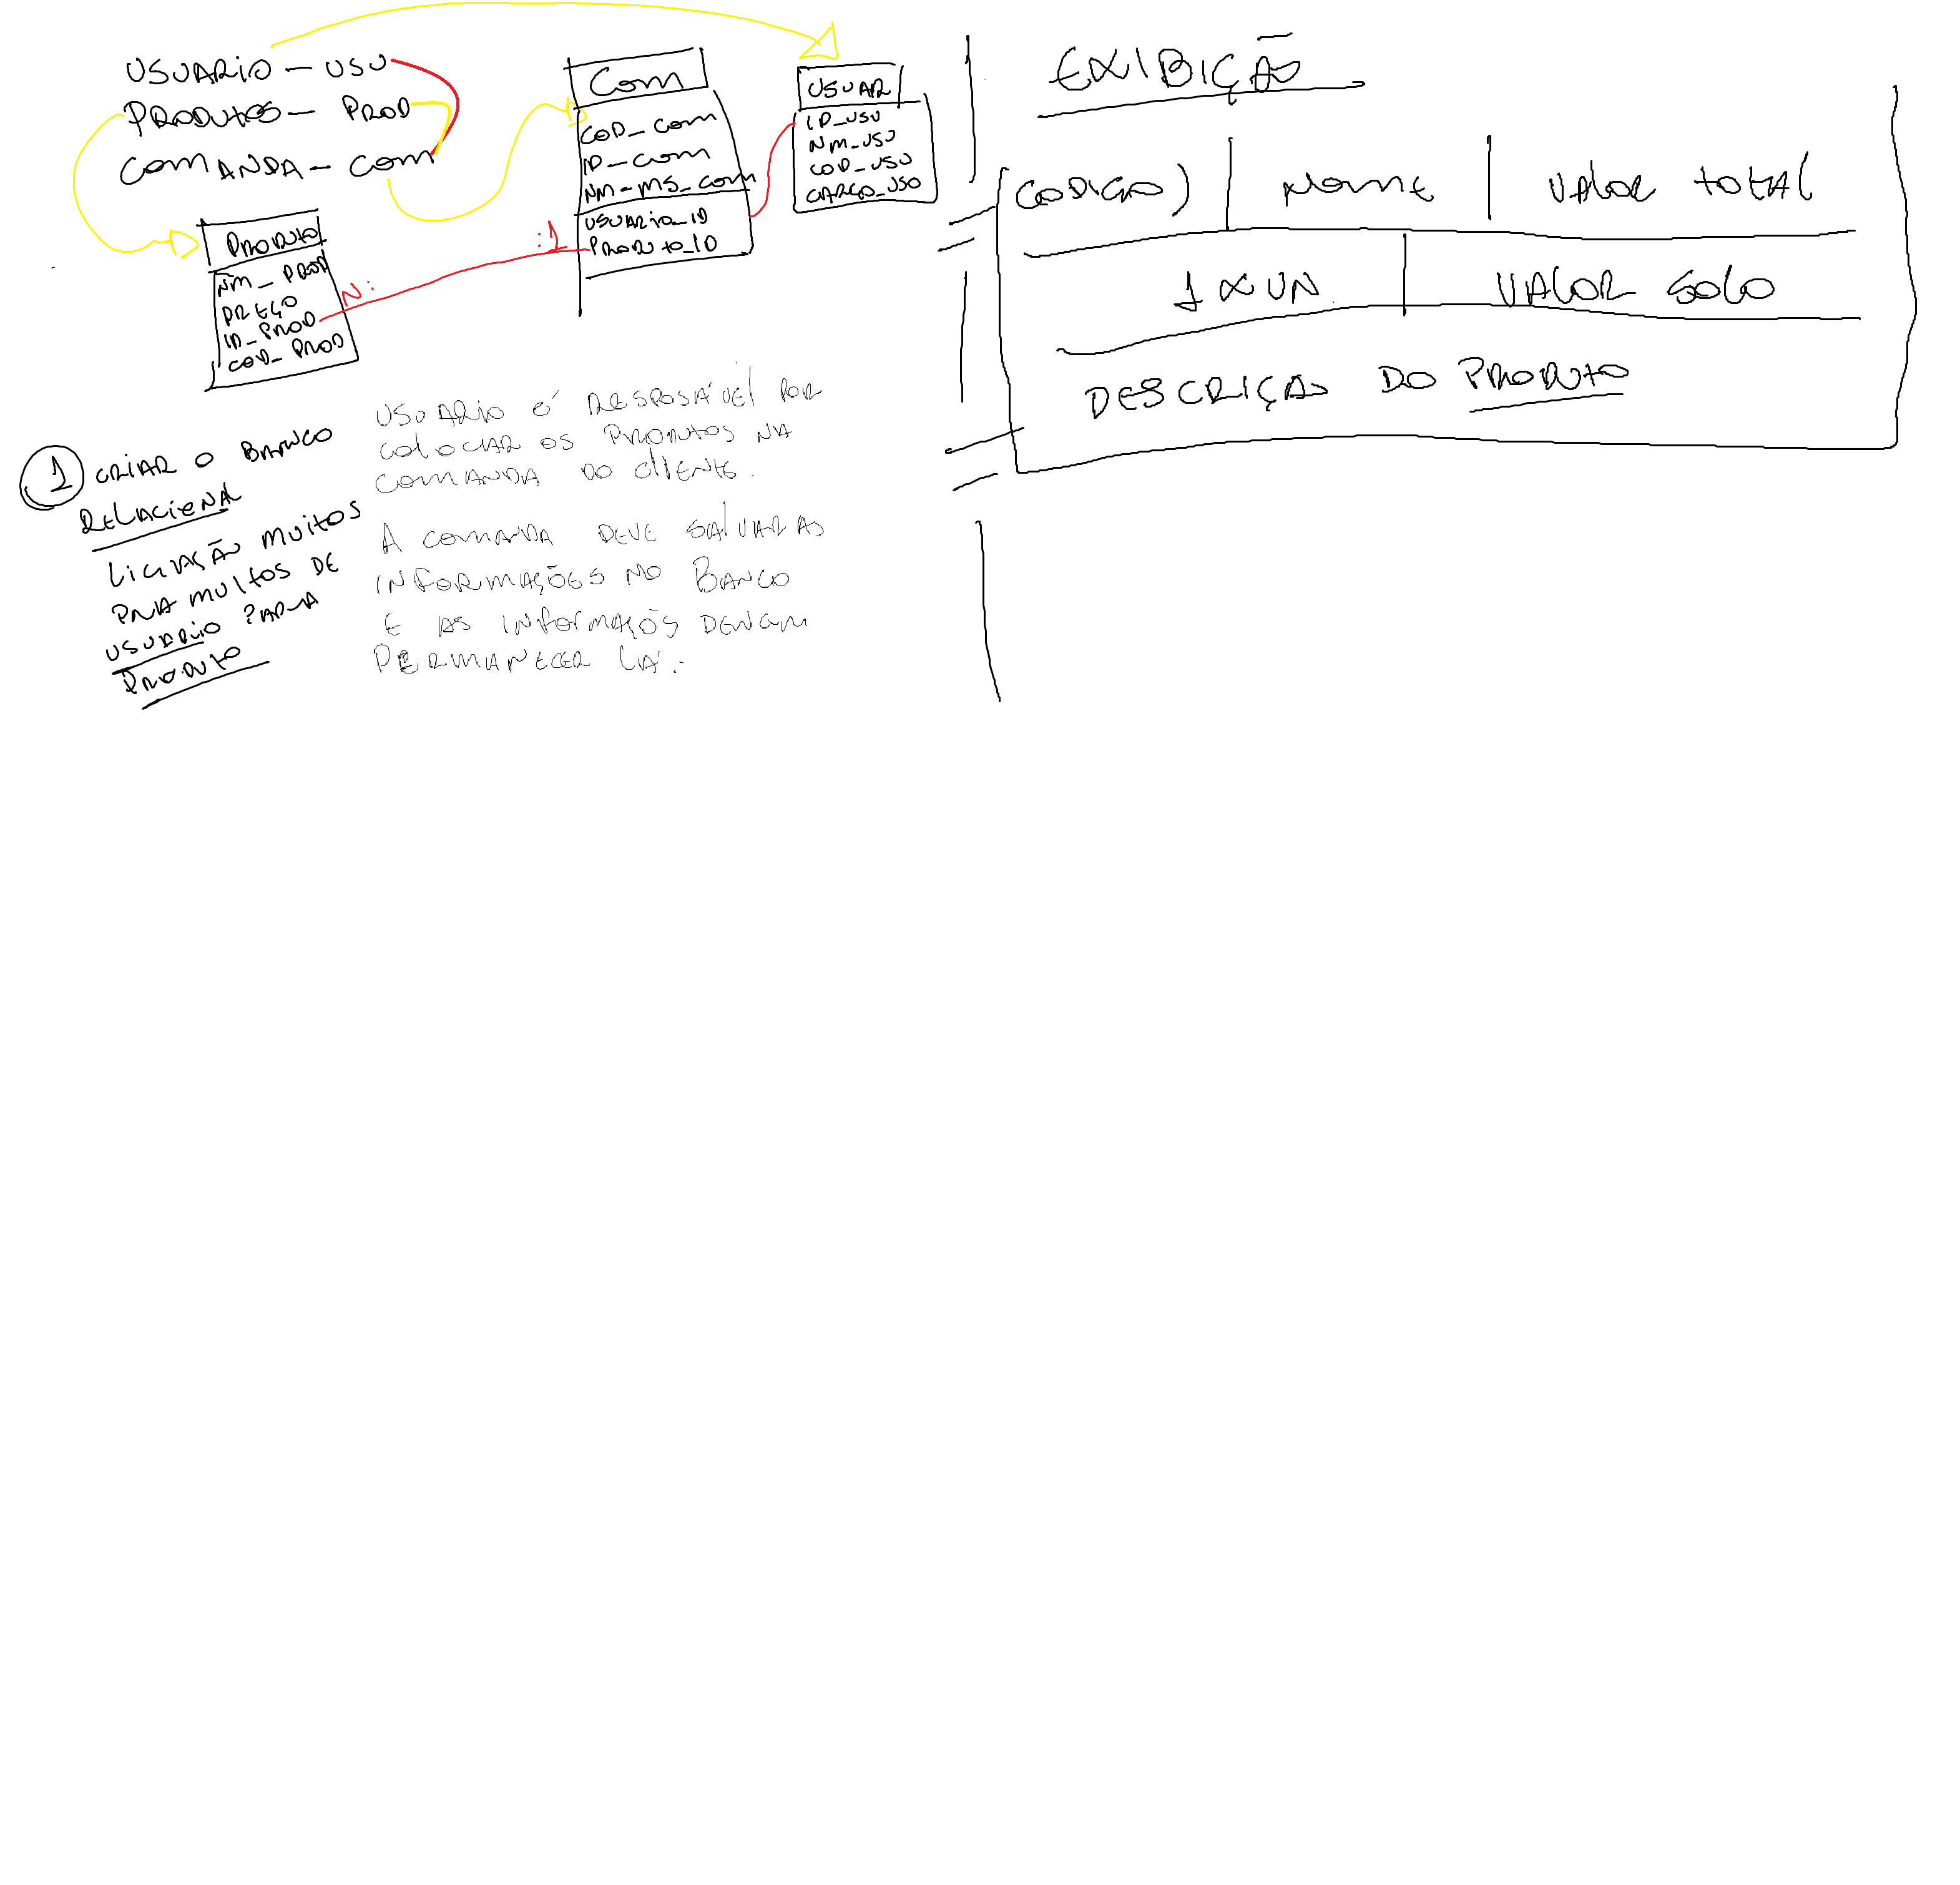 USUARIO - USU
PRODUTOS - PROD
COMANDA - COM
PRODUTO
NM_PROD
PREÇO
ID_PROD
COD_PROD
N:
:1
COM
COD_COM
ID_COM
NM_MS_COM
USUARIO_ID
PRODUTO_ID
USUAR
ID_USU
NM_USU
COD_USU
CARGO_USO
1 CRIAR O BANCO
RELACIONAL
LIGAÇÃO MUITOS
PRA MUITOS DE
USUARIO PARA
PRODUTO
USUARIO É RESPOSÁVEL POR
COLOCAR OS PRODUTOS NA
COMANDA DO CLIENTE.
A COMANDA DEVE SALVAR AS
INFORMAÇÕES NO BANCO
E AS INFORMAÇÕS DEVEM
PERMANECER LÁ.
EXIBIÇÃO
CODIGO) | NOME | VALOR TOTAL
1 X UN | VALOR SOLO
DESCRIÇAO DO PRODUTO